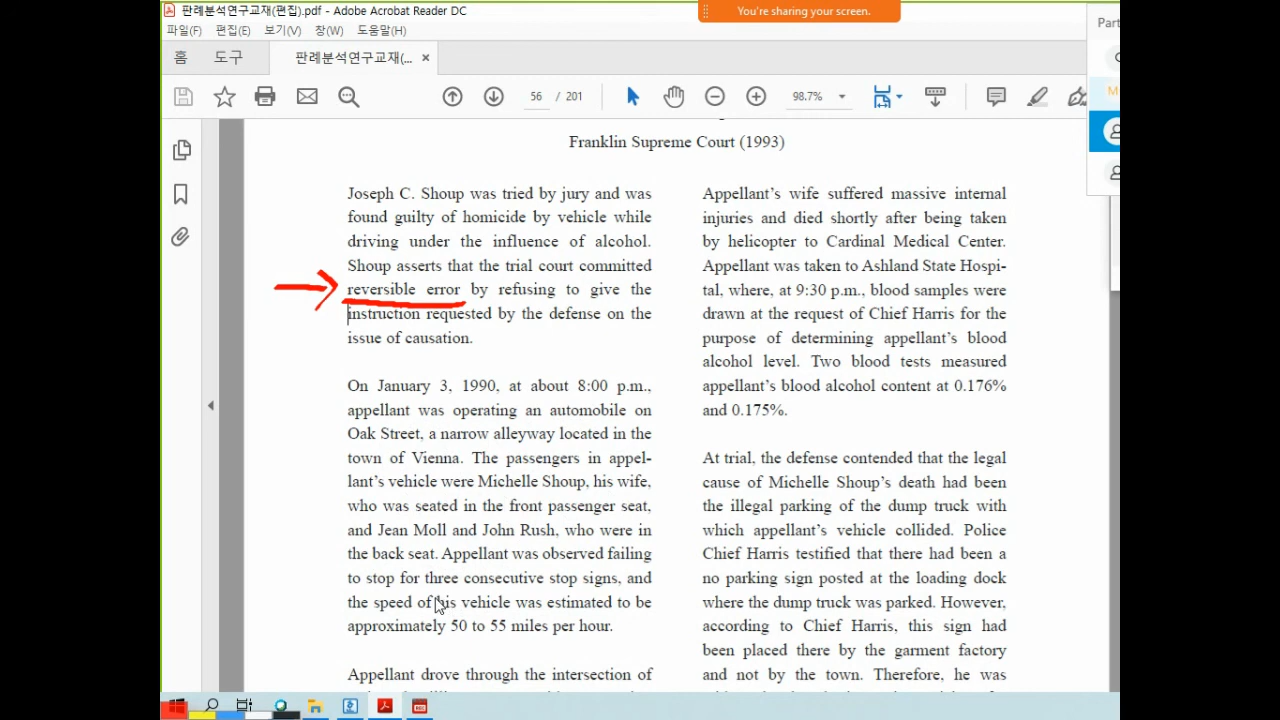 판례분석연구교재(편집).pdf - Adobe Acrobat Reader DC
You're sharing your screen.
Part
파일(F) 편집(E) 보기(V) 창(W) 도움말(H)
홈 도구 판례분석연구교재(... ×
56 / 201 98.7%
Franklin Supreme Court (1993)
Joseph C. Shoup was tried by jury and was
found guilty of homicide by vehicle while
driving under the influence of alcohol.
Shoup asserts that the trial court committed
reversible error by refusing to give the
instruction requested by the defense on the
issue of causation.
On January 3, 1990, at about 8:00 p.m.,
appellant was operating an automobile on
Oak Street, a narrow alleyway located in the
town of Vienna. The passengers in appel-
lant's vehicle were Michelle Shoup, his wife,
who was seated in the front passenger seat,
and Jean Moll and John Rush, who were in
the back seat. Appellant was observed failing
to stop for three consecutive stop signs, and
the speed of his vehicle was estimated to be
approximately 50 to 55 miles per hour.
Appellant drove through the intersection of
Appellant's wife suffered massive internal
injuries and died shortly after being taken
by helicopter to Cardinal Medical Center.
Appellant was taken to Ashland State Hospi-
tal, where, at 9:30 p.m., blood samples were
drawn at the request of Chief Harris for the
purpose of determining appellant's blood
alcohol level. Two blood tests measured
appellant's blood alcohol content at 0.176%
and 0.175%.
At trial, the defense contended that the legal
cause of Michelle Shoup's death had been
the illegal parking of the dump truck with
which appellant's vehicle collided. Police
Chief Harris testified that there had been a
no parking sign posted at the loading dock
where the dump truck was parked. However,
according to Chief Harris, this sign had
been placed there by the garment factory
and not by the town. Therefore, he was